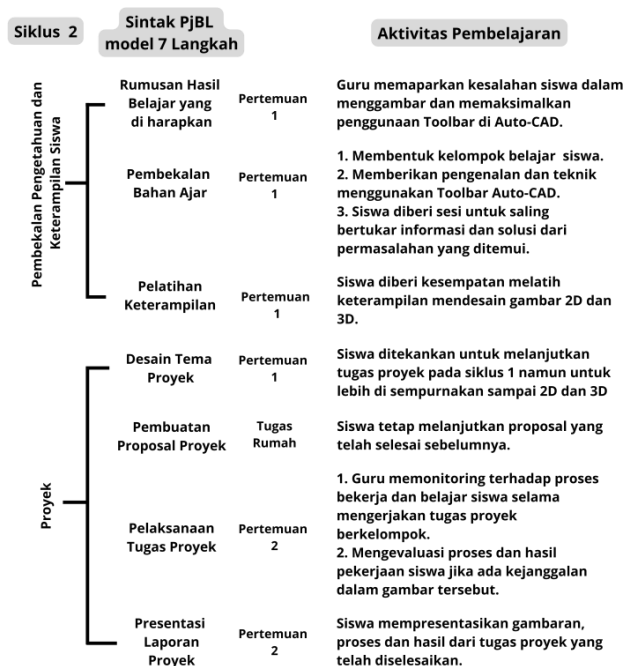 Siklus 2
Sintak PjBL
model 7 Langkah
Aktivitas Pembelajaran
Pembekalan Pengetahuan dan
Keterampilan Siswa
Rumusan Hasil
Belajar yang
di harapkan
Pertemuan
1
Guru memaparkan kesalahan siswa dalam
menggambar dan memaksimalkan
penggunaan Toolbar di Auto-CAD.
Pembekalan
Bahan Ajar
Pertemuan
1
1. Membentuk kelompok belajar siswa.
2. Memberikan pengenalan dan teknik
menggunakan Toolbar Auto-CAD.
3. Siswa diberi sesi untuk saling
bertukar informasi dan solusi dari
permasalahan yang ditemui.
Pelatihan
Keterampilan
Pertemuan
1
Siswa diberi kesempatan melatih
keterampilan mendesain gambar 2D dan
3D.
Proyek
Desain Tema
Proyek
Pertemuan
1
Siswa ditekankan untuk melanjutkan
tugas proyek pada siklus 1 namun untuk
lebih di sempurnakan sampai 2D dan 3D
Pembuatan
Proposal Proyek
Tugas
Rumah
Siswa tetap melanjutkan proposal yang
telah selesai sebelumnya.
Pelaksanaan
Tugas Proyek
Pertemuan
2
1. Guru memonitoring terhadap proses
bekerja dan belajar siswa selama
mengerjakan tugas proyek
berkelompok.
2. Mengevaluasi proses dan hasil
pekerjaan siswa jika ada kejanggalan
dalam gambar tersebut.
Presentasi
Laporan
Proyek
Pertemuan
2
Siswa mempresentasikan gambaran,
proses dan hasil dari tugas proyek yang
telah diselesaikan.